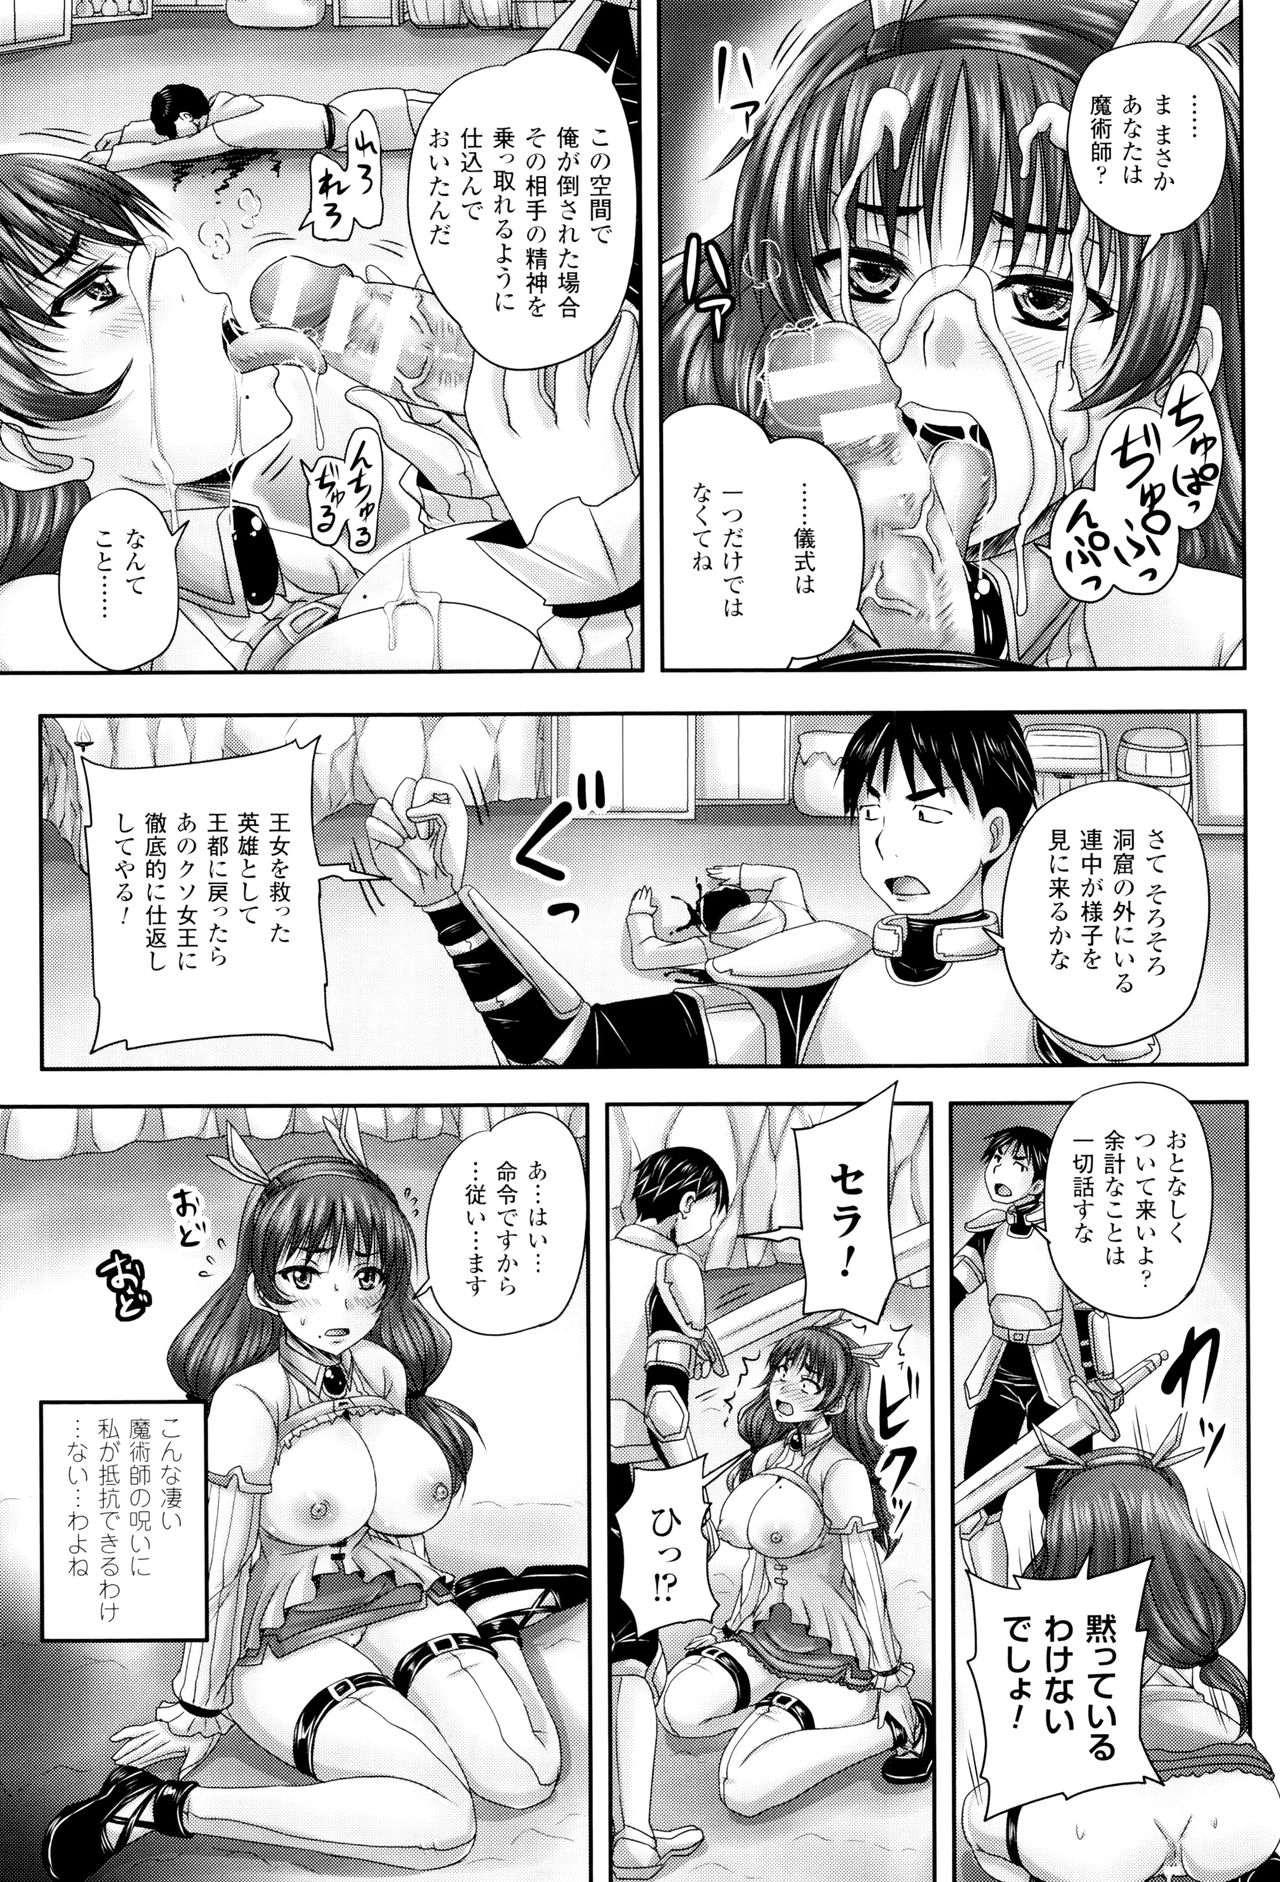 ……
ま まさか
あなたは
魔術師？
ハァ
ハァ
ちゅぱっ
ぢゅぷっ
んぷっ
……儀式は
一つだけでは
なくてね
この空間で
俺が倒された場合
その相手の精神を
乗っ取れるように
仕込んで
おいたんだ
れろ
れろ
んちゅる
ぢゅる
なんて
こと……
さて そろそろ
洞窟の外にいる
連中が様子を
見に来るかな
ぐっ
王女を救った
英雄として
王都に戻ったら
あのクソ女王に
徹底的に仕返し
してやる！
おとなしく
ついて来いよ？
余計なことは
一切話すな
わっ
黙っている
わけない
でしょ！
セラ！
ビクッ
ひっ!?
あ…はい…
命令ですから
…従い…ます
おど
おど
こんな凄い
魔術師の呪いに
私が抵抗できるわけ
…ない…わよね